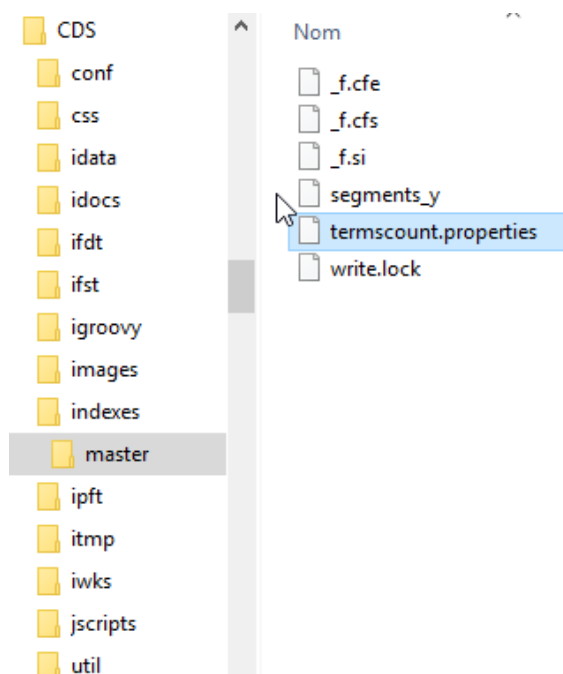 CDS
conf
css
idata
idocs
ifdt
ifst
igroovy
images
indexes
master
ipft
itmp
iwks
jscripts
util
Nom
_f.cfe
_f.cfs
_f.si
segments_y
termscount.properties
write.lock